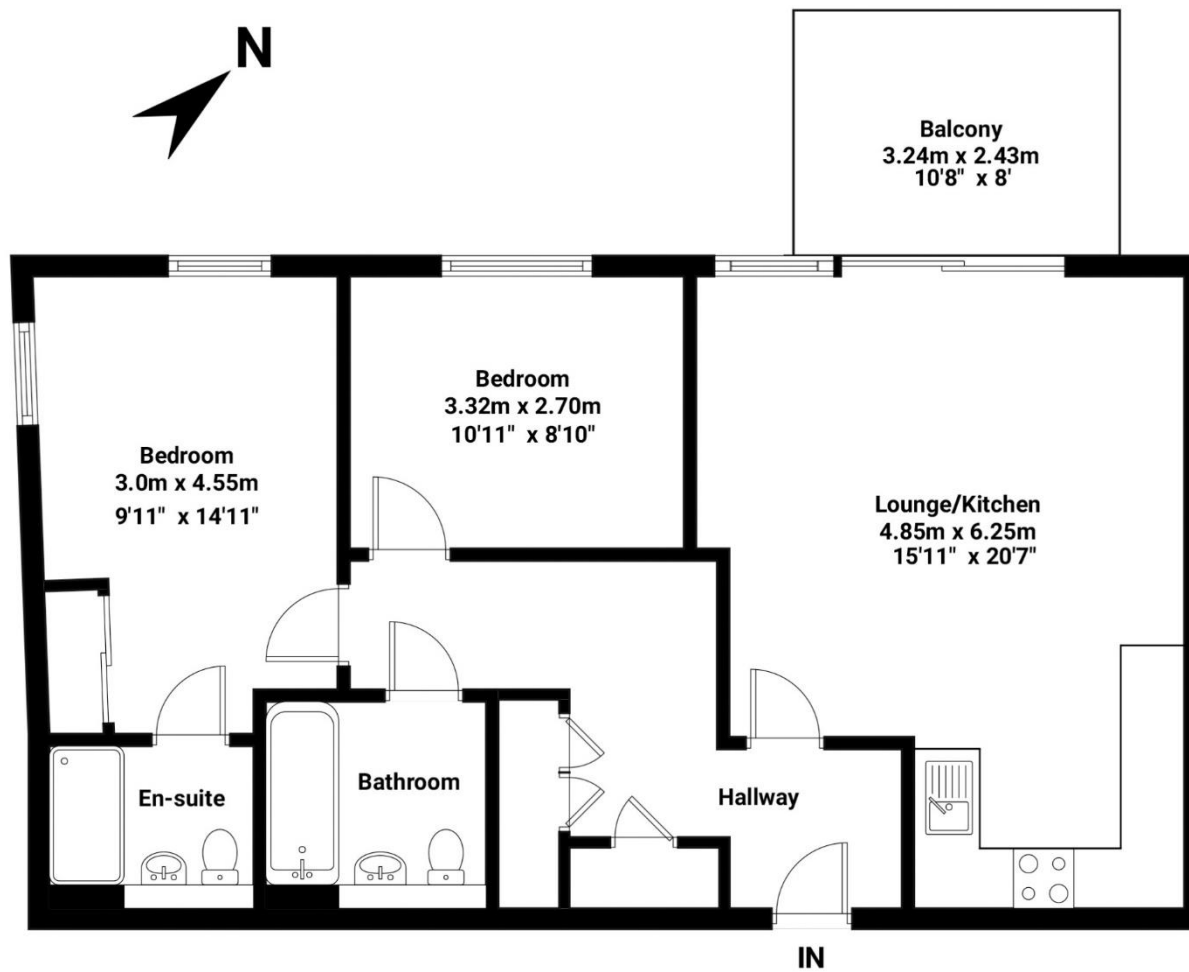 N
Balcony
3.24m x 2.43m
10'8" x 8'
Bedroom
3.32m x 2.70m
10'11" x 8'10"
Bedroom
3.0m x 4.55m
9'11" x 14'11"
Lounge/Kitchen
4.85m x 6.25m
15'11" x 20'7"
En-suite
Bathroom
Hallway
IN